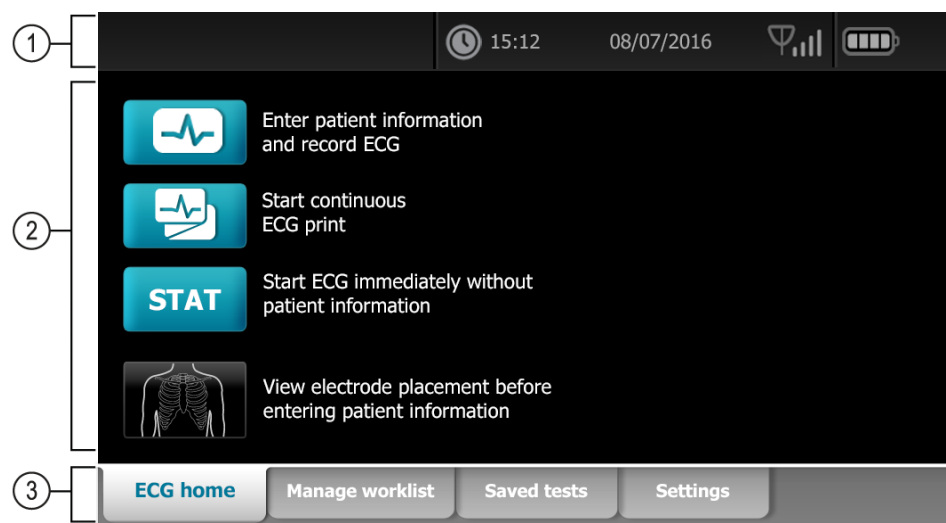 1
15:12
08/07/2016
2
Enter patient information
and record ECG
Start continuous
ECG print
STAT
Start ECG immediately without
patient information
View electrode placement before
entering patient information
3
ECG home
Manage worklist
Saved tests
Settings